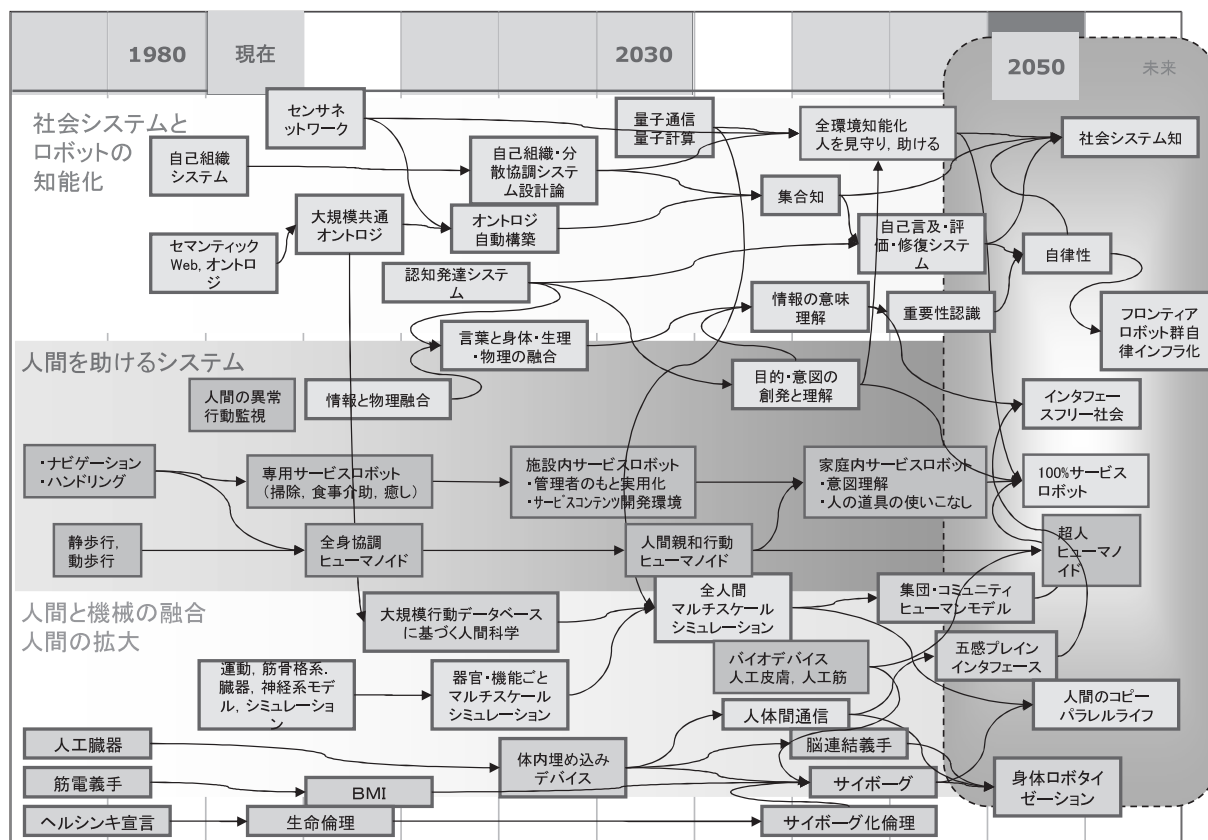 1980
現在
2030
2050
未来
社会システムと
ロボットの
知能化
センサネ
ットワーク
量子通信
量子計算
全環境知能化
人を見守り, 助ける
社会システム知
自己組織
システム
自己組織・分
散協調システ
ム設計論
集合知
大規模共通
オントロジ
オントロジ
自動構築
自己言及・評
価・修復システ
ム
自律性
セマンティック
Web, オントロ
ジ
認知発達システ
ム
情報の意味
理解
重要性認識
フロンティア
ロボット群自
律インフラ化
言葉と身体・生理
・物理の融合
人間を助けるシステム
人間の異常
行動監視
情報と物理融合
目的・意図の
創発と理解
インタフェー
スフリー社会
・ナビゲーション
・ハンドリング
専用サービスロボット
（掃除, 食事介助, 癒し）
施設内サービスロボット
・管理者のもと実用化
・サービスコンテンツ開発環境
家庭内サービスロボット
・意図理解
・人の道具の使いこなし
100%サービス
ロボット
静歩行,
動歩行
全身協調
ヒューマノイド
人間親和行動
ヒューマノイド
超人
ヒューマノ
イド
人間と機械の融合
人間の拡大
大規模行動データベース
に基づく人間科学
全人間
マルチスケール
シミュレーション
集団・コミュニティ
ヒューマンモデル
バイオデバイス
人工皮膚, 人工筋
五感ブレイン
インタフェース
運動, 筋骨格系,
臓器, 神経系モデ
ル, シミュレーショ
ン
器官・機能ごと
マルチスケール
シミュレーション
人間のコピー
パラレルライフ
人体間通信
人工臓器
体内埋め込み
デバイス
脳連結義手
筋電義手
BMI
サイボーグ
身体ロボタイ
ゼーション
ヘルシンキ宣言
生命倫理
サイボーグ化倫理